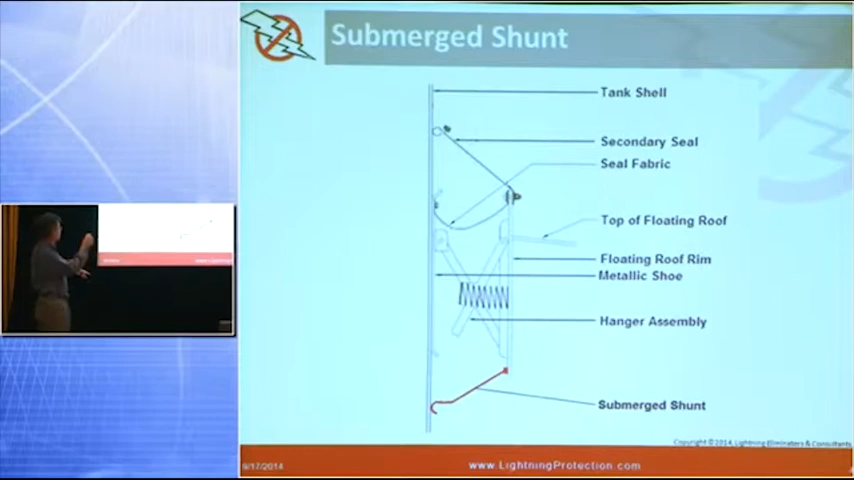 Submerged Shunt
Tank Shell
Secondary Seal
Seal Fabric
Top of Floating Roof
Floating Roof Rim
Metallic Shoe
Hanger Assembly
Submerged Shunt
Copyright ©2014, Lightning Eliminators & Consultants
9/17/2014
www.LightningProtection.com